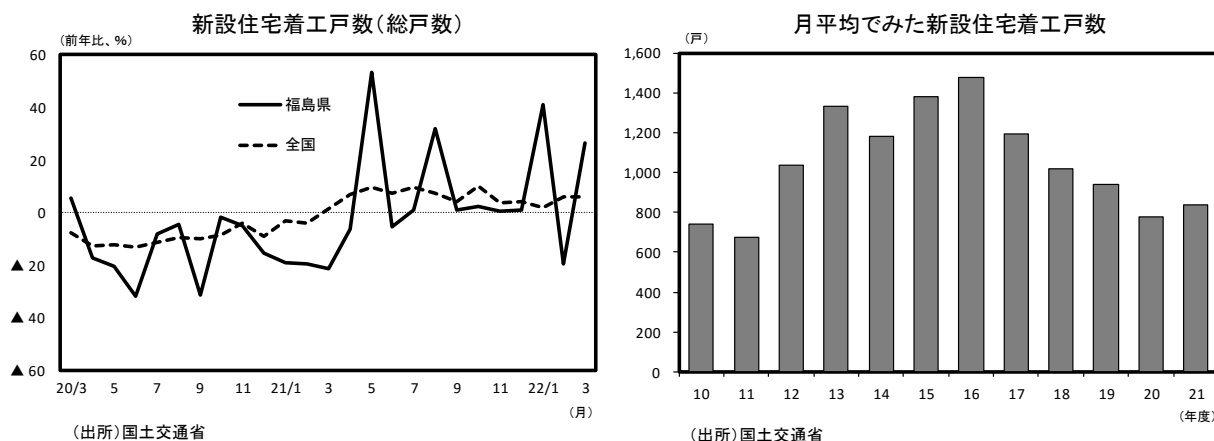 新設住宅着工戸数（総戸数）
（前年比、%）
60
40
20
0
▲ 20
▲ 40
▲ 60
福島県
全国
20/3 5 7 9 11 21/1 3 5 7 9 11 22/1 3
（月）
（出所）国土交通省
月平均でみた新設住宅着工戸数
（戸）
1,600
1,400
1,200
1,000
800
600
400
200
0
10 11 12 13 14 15 16 17 18 19 20 21
（年度）
（出所）国土交通省